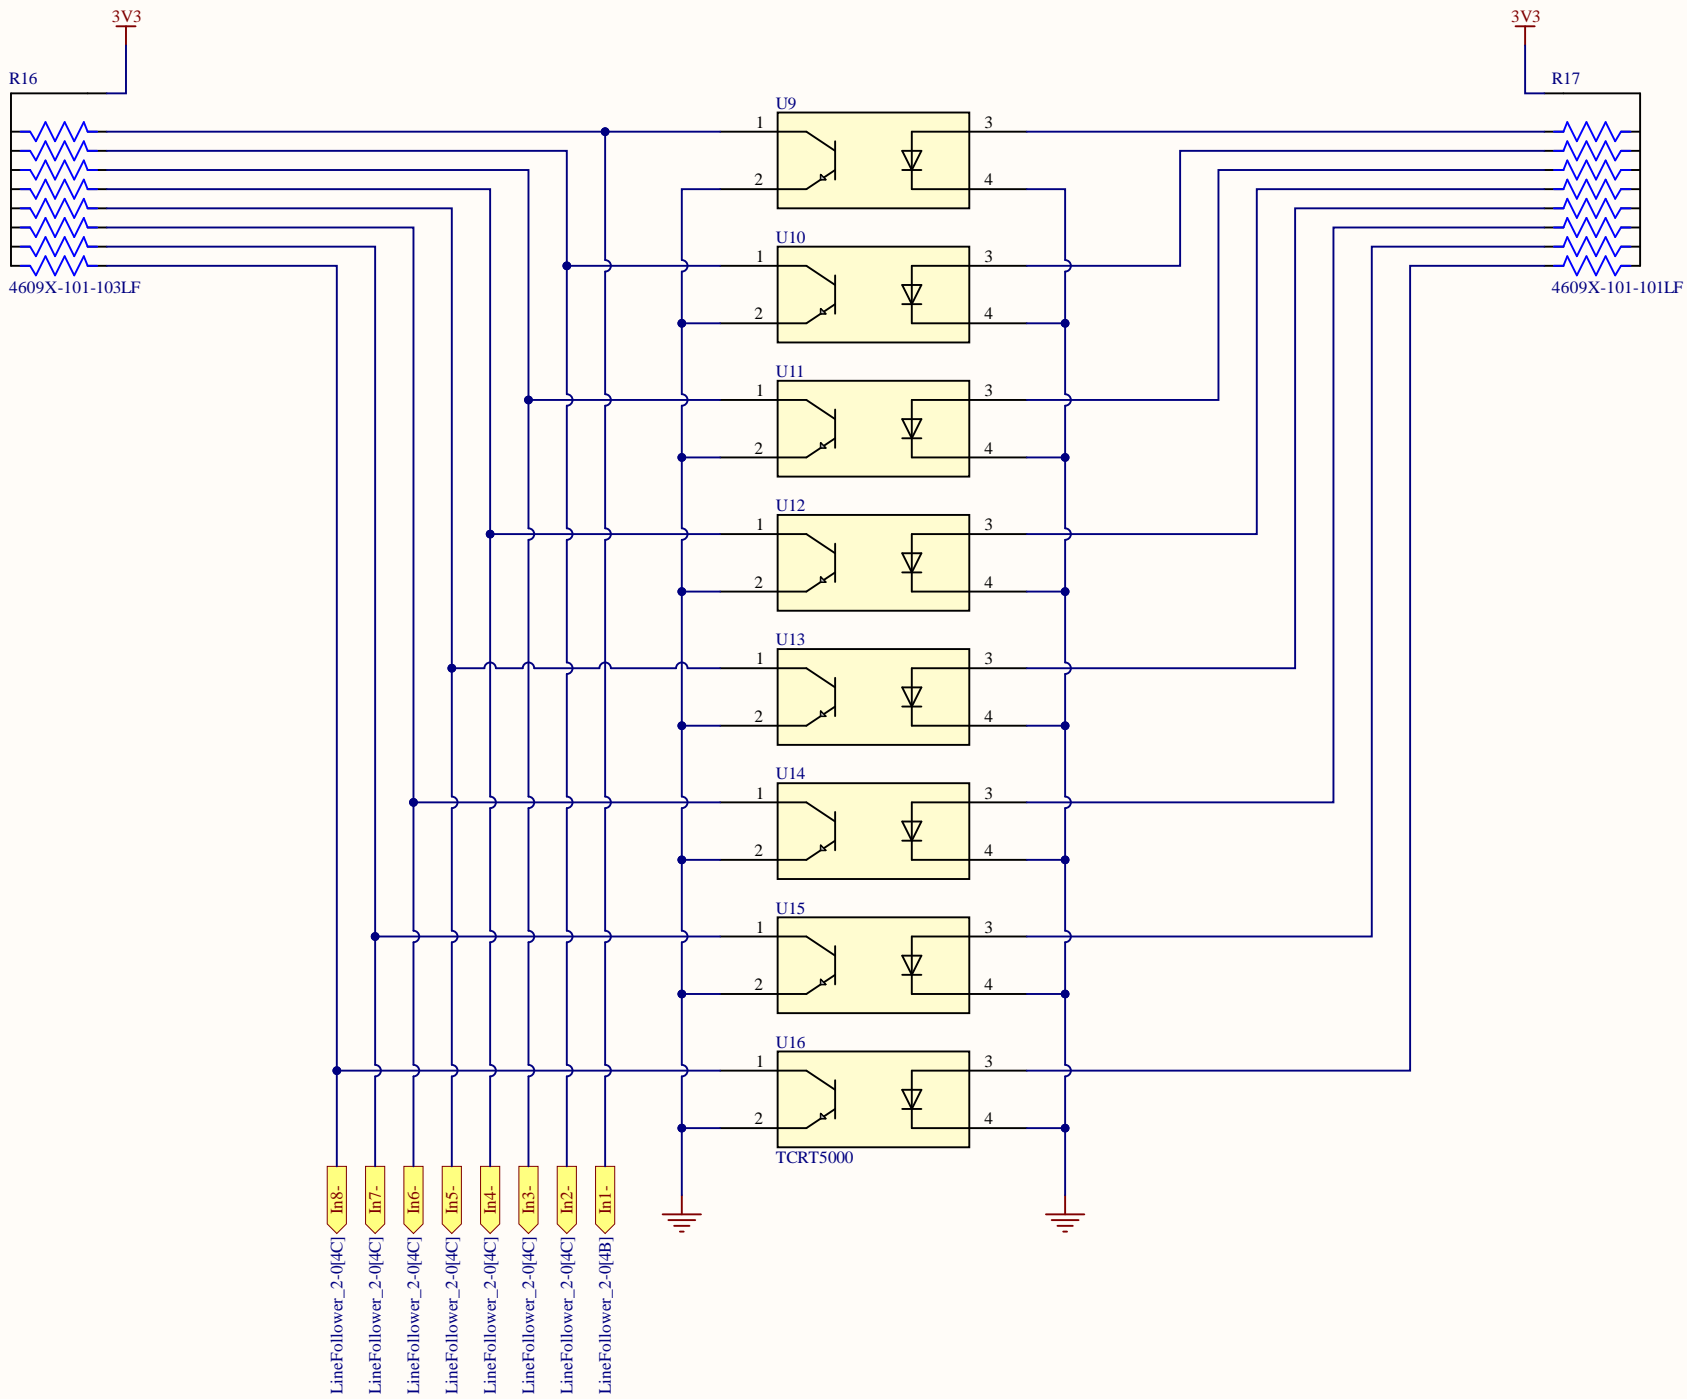 3V3
3V3
R16
R17
4609X-101-103LF
4609X-101-101LF
U9
1
3
2
4
U10
1
3
2
4
U11
1
3
2
4
U12
1
3
2
4
U13
1
3
2
4
U14
1
3
2
4
U15
1
3
2
4
U16
1
3
2
4
TCRT5000
In8-
In7-
In6-
In5-
In4-
In3-
In2-
In1-
LineFollower_2-0[4C]
LineFollower_2-0[4C]
LineFollower_2-0[4C]
LineFollower_2-0[4C]
LineFollower_2-0[4C]
LineFollower_2-0[4C]
LineFollower_2-0[4C]
LineFollower_2-0[4B]